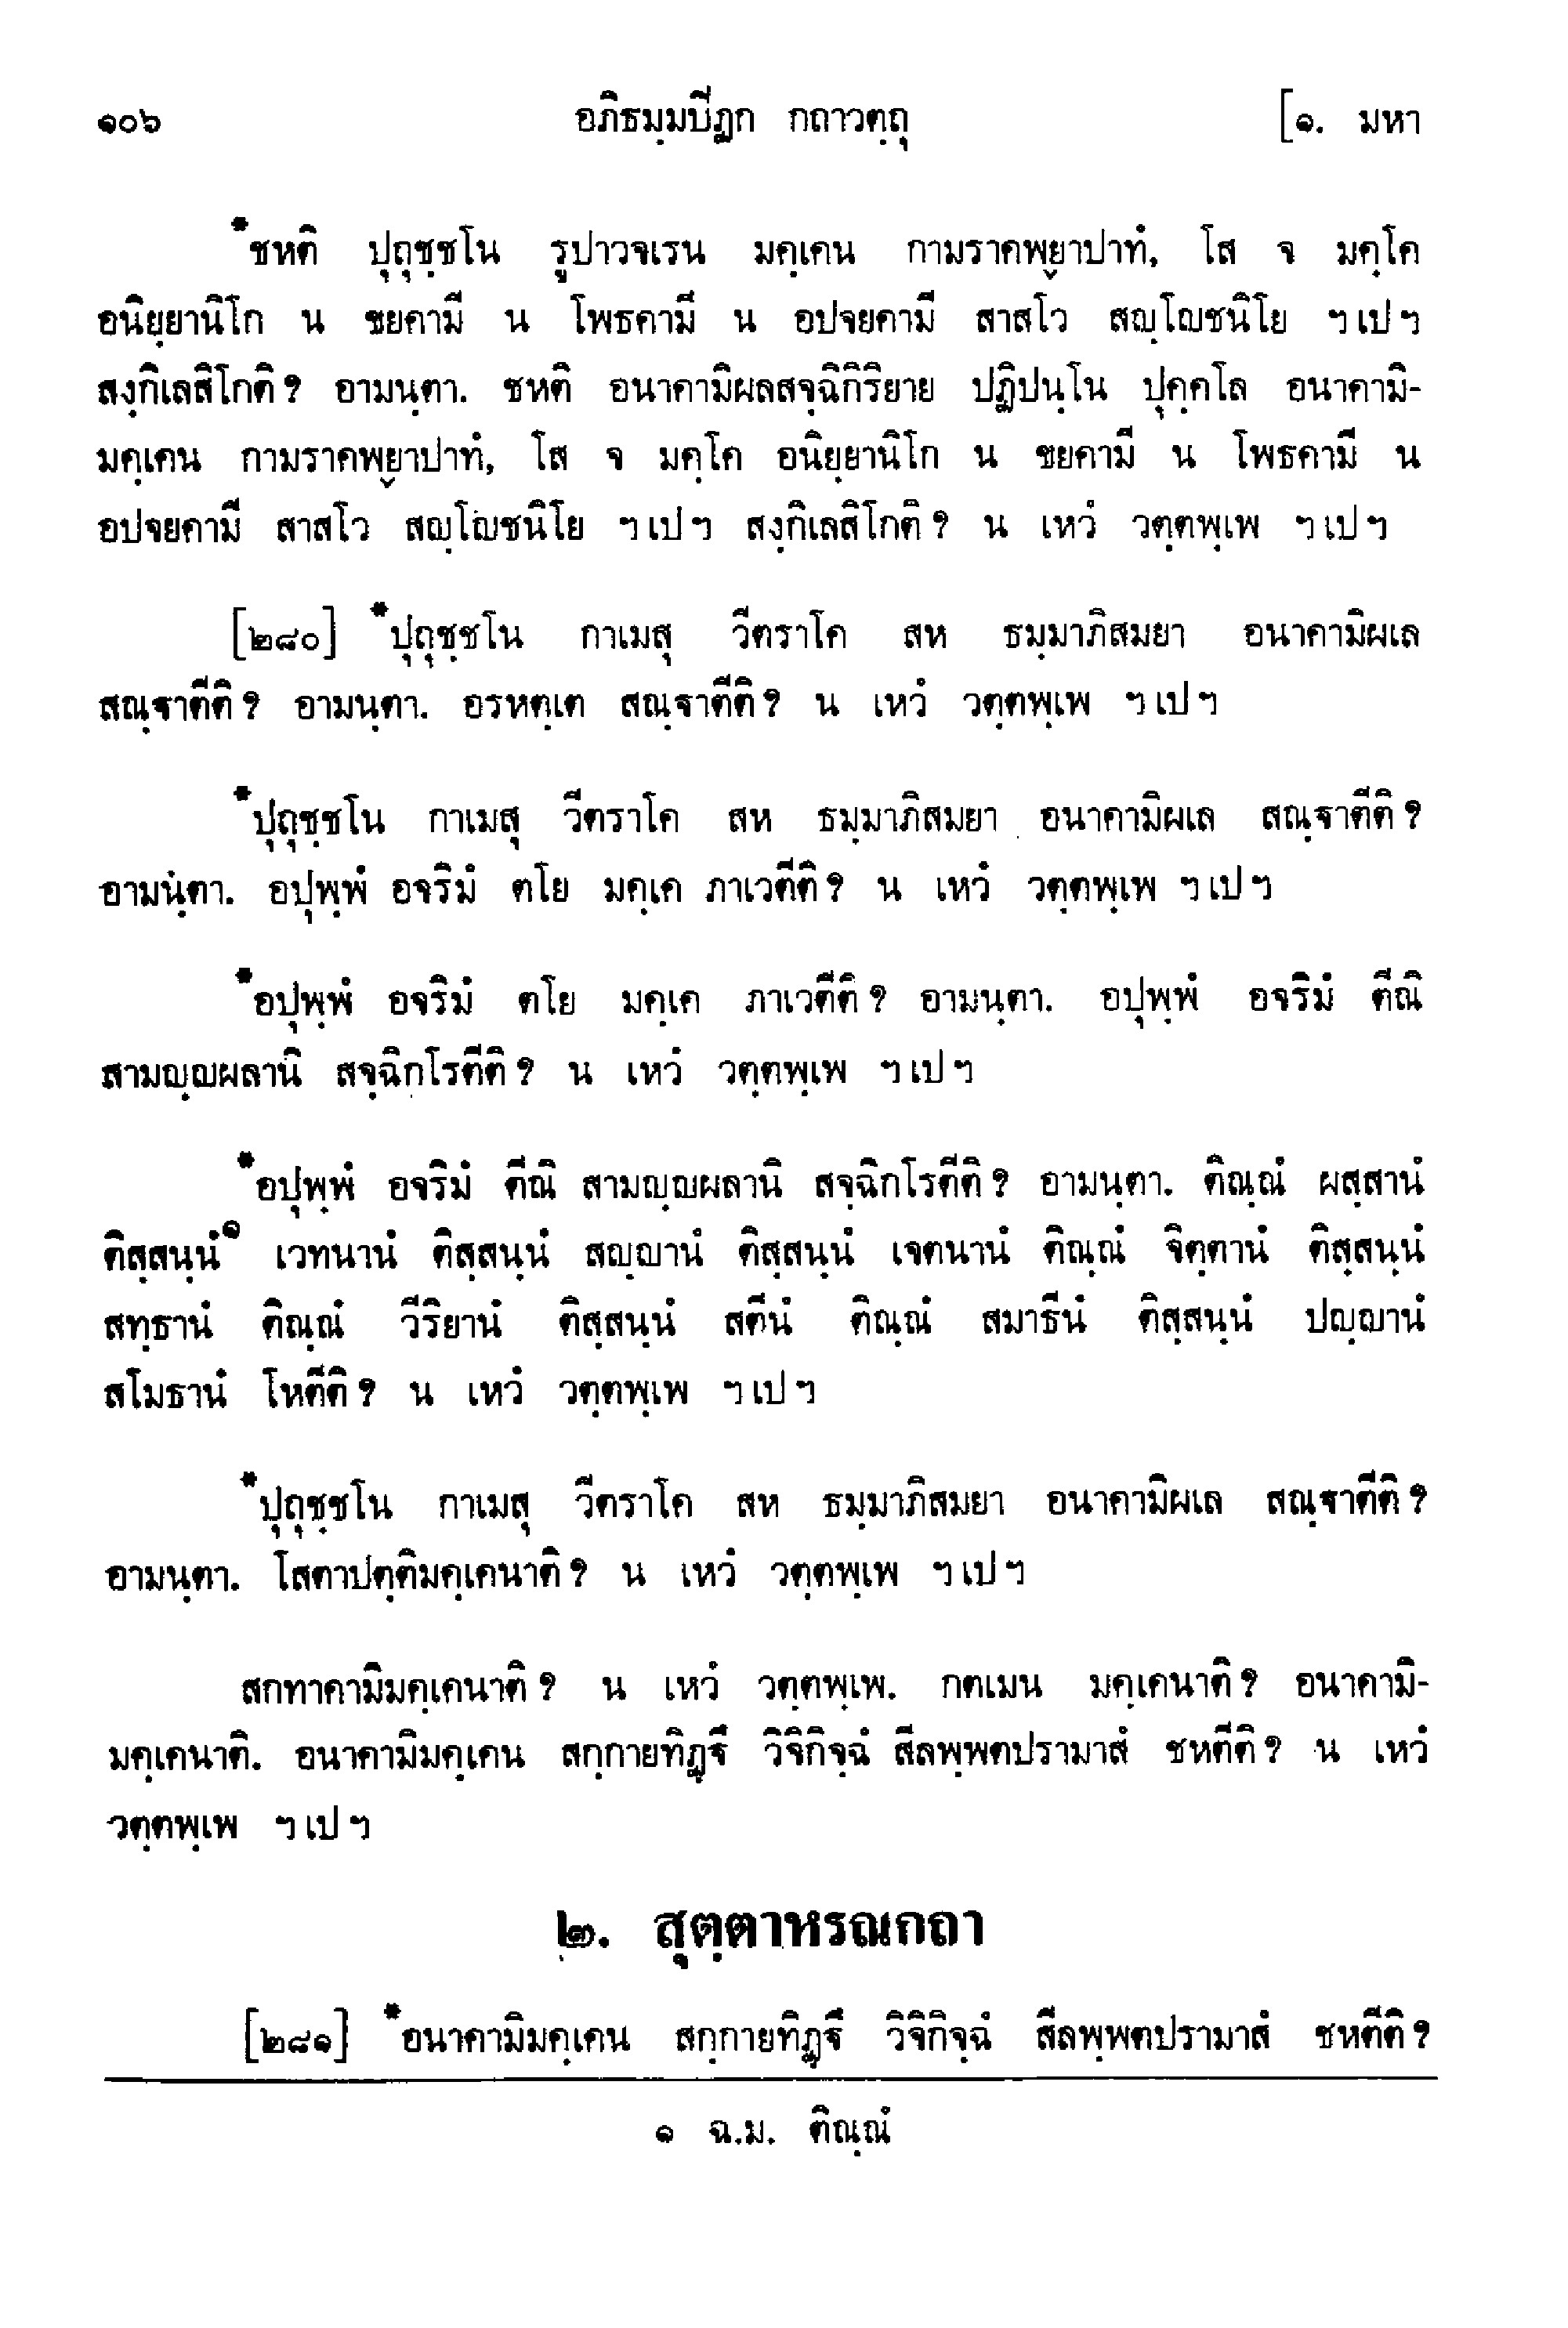 ๑๐๖ อภิธมฺมปิฏก กถาวตฺถุ [๑. มหา
*ชหติ ปุถุชฺชโน รูปาวจเรน มคฺเคน กามราคพฺยาปาทํ, โส จ มคฺโค
อนิยฺยานิโก น ขยคามี น โพธคามี น อปจยคามี สาสโว สญฺโญชนิโย ฯเปฯ
สงฺกิเลสิโกติ? อามนฺตา. ชหติ อนาคามิผลสจฺฉิกิริยาย ปฏิปนฺโน ปุคฺคโล อนาคามิ-
มคฺเคน กามราคพฺยาปาทํ, โส จ มคฺโค อนิยฺยานิโก น ขยคามี น โพธคามี น
อปจยคามี สาสโว สญฺโญชนิโย ฯเปฯ สงฺกิเลสิโกติ? น เหวํ วตฺตพฺเพ ฯเปฯ
[๒๘๐] *ปุถุชฺชโน กาเมสุ วีตราโค สห ธมฺมาภิสมยา อนาคามิผเล
สณฺฐาตีติ? อามนฺตา. อรหตฺเต สณฺฐาตีติ? น เหวํ วตฺตพฺเพ ฯเปฯ
*ปุถุชฺชโน กาเมสุ วีตราโค สห ธมฺมาภิสมยา อนาคามิผเล สณฺฐาตีติ?
อามนฺตา. อปุพฺพํ อจริมํ ตโย มคฺเค ภาเวตีติ? น เหวํ วตฺตพฺเพ ฯเปฯ
*อปุพฺพํ อจริมํ ตโย มคฺเค ภาเวตีติ? อามนฺตา. อปุพฺพํ อจริมํ ตีณิ
สามญฺญผลานิ สจฺฉิกโรตีติ? น เหวํ วตฺตพฺเพ ฯเปฯ
*อปุพฺพํ อจริมํ ตีณิ สามญฺญผลานิ สจฺฉิกโรตีติ? อามนฺตา. ติณฺณํ ผสฺสานํ
ติสฺสนฺนํ๑ เวทนานํ ติสฺสนฺนํ สญฺญานํ ติสฺสนฺนํ เจตนานํ ติณฺณํ จิตฺตานํ ติสฺสนฺนํ
สทฺธานํ ติณฺณํ วีริยานํ ติสฺสนฺนํ สตีนํ ติณฺณํ สมาธีนํ ติสฺสนฺนํ ปญฺญานํ
สโมธานํ โหตีติ? น เหวํ วตฺตพฺเพ ฯเปฯ
*ปุถุชฺชโน กาเมสุ วีตราโค สห ธมฺมาภิสมยา อนาคามิผเล สณฺฐาตีติ?
อามนฺตา. โสตาปตฺติมคฺเคนาติ? น เหวํ วตฺตพฺเพ ฯเปฯ
สกทาคามิมคฺเคนาติ? น เหวํ วตฺตพฺเพ. กตเมน มคฺเคนาติ? อนาคามิ-
มคฺเคนาติ. อนาคามิมคฺเคน สกฺกายทิฏฺฐึ วิจิกิจฺฉํ สีลพฺพตปรามาสํ ชหตีติ? น เหวํ
วตฺตพฺเพ ฯเปฯ
๒. สุตฺตาหรณกถา
[๒๘๑] *อนาคามิมคฺเคน สกฺกายทิฏฺฐึ วิจิกิจฺฉํ สีลพฺพตปรามาสํ ชหตีติ?
๑ ฉ.ม. ติณฺณํ